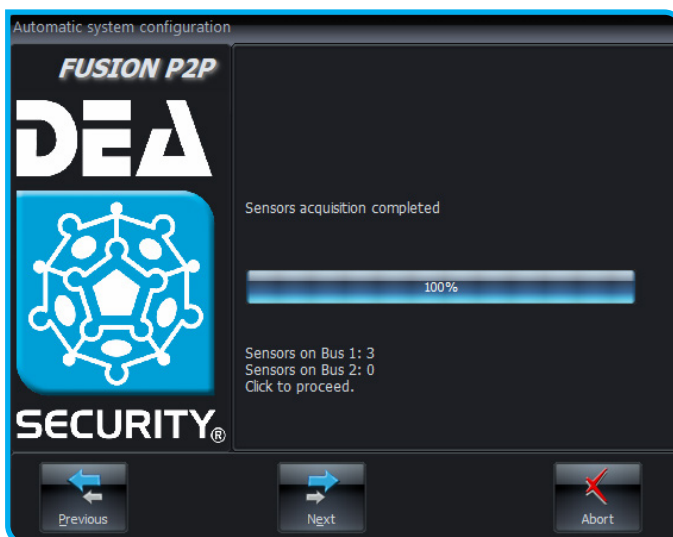 Automatic system configuration
FUSION P2P
DEA
SECURITY®
Sensors acquisition completed
100%
Sensors on Bus 1: 3
Sensors on Bus 2: 0
Click to proceed.
Previous
Next
Abort